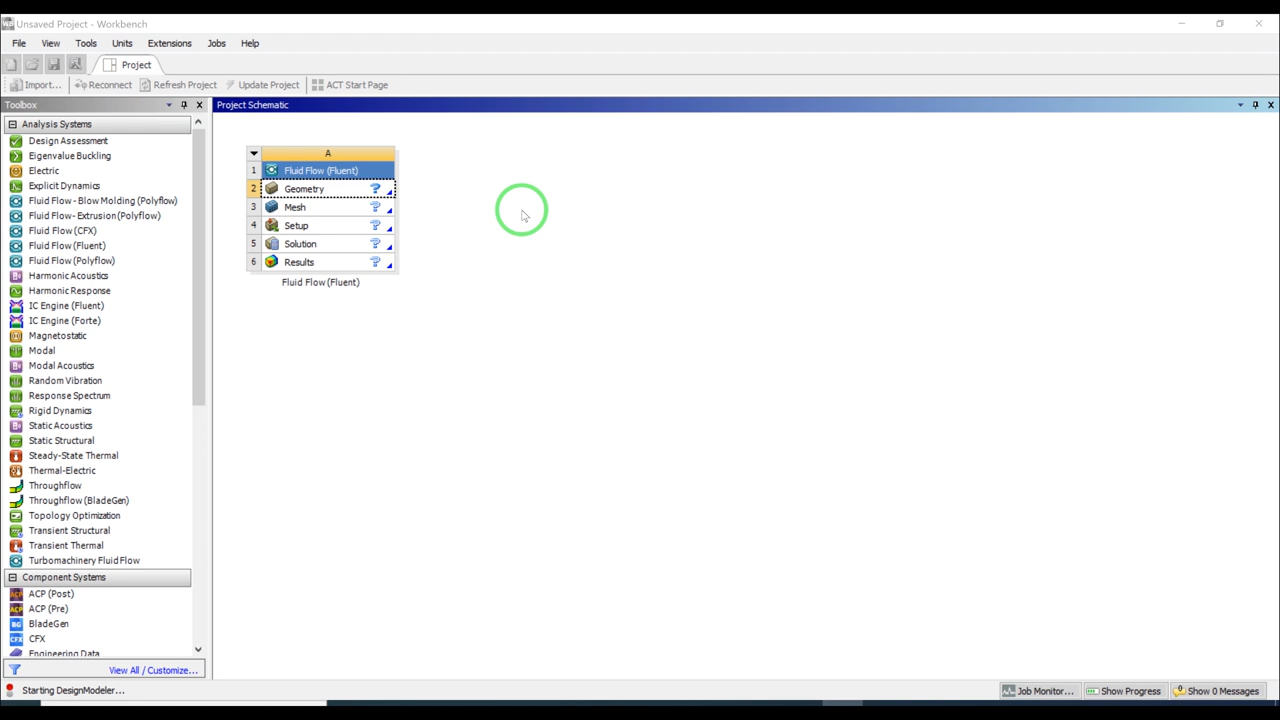 Unsaved Project - Workbench
File View Tools Units Extensions Jobs Help
Project
Import... Reconnect Refresh Project Update Project ACT Start Page
Toolbox
Project Schematic
Analysis Systems
Design Assessment
Eigenvalue Buckling
Electric
Explicit Dynamics
Fluid Flow - Blow Molding (Polyflow)
Fluid Flow- Extrusion (Polyflow)
Fluid Flow (CFX)
Fluid Flow (Fluent)
Fluid Flow (Polyflow)
Harmonic Acoustics
Harmonic Response
IC Engine (Fluent)
IC Engine (Forte)
Magnetostatic
Modal
Modal Acoustics
Random Vibration
Response Spectrum
Rigid Dynamics
Static Acoustics
Static Structural
Steady-State Thermal
Thermal-Electric
Throughflow
Throughflow (BladeGen)
Topology Optimization
Transient Structural
Transient Thermal
Turbomachinery Fluid Flow
Component Systems
ACP (Post)
ACP (Pre)
BladeGen
CFX
Engineering Data
View All / Customize...
A
1 Fluid Flow (Fluent)
2 Geometry ?
3 Mesh ?
4 Setup ?
5 Solution ?
6 Results ?
Fluid Flow (Fluent)
Starting DesignModeler...
Job Monitor... Show Progress Show 0 Messages